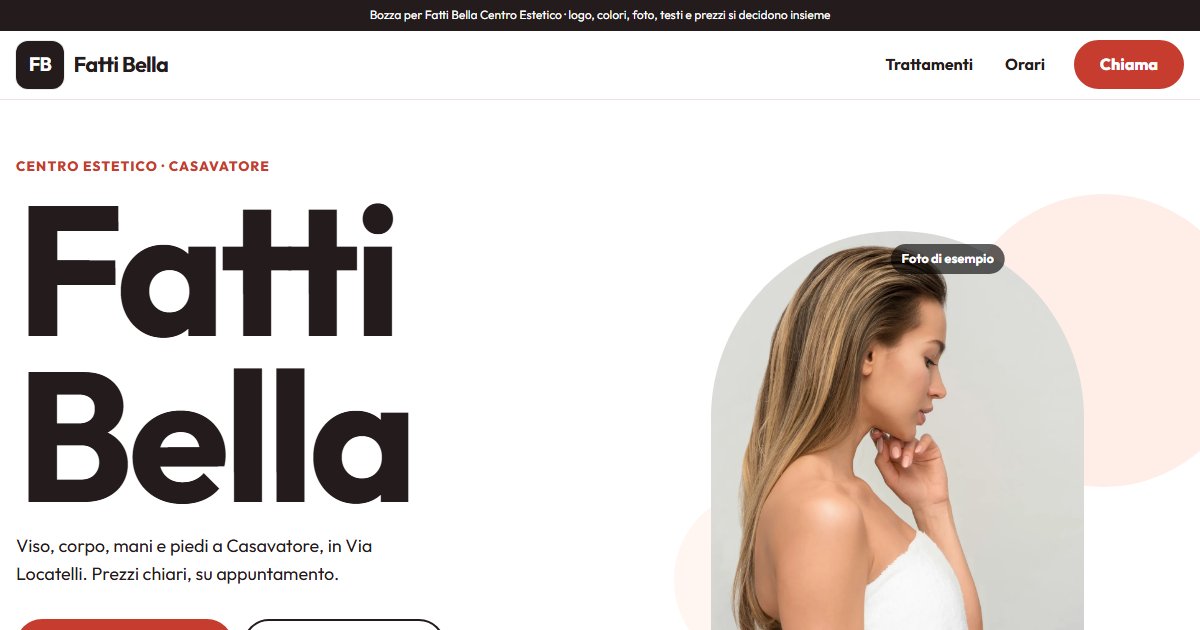 Bozza per Fatti Bella Centro Estetico · logo, colori, foto, testi e prezzi si decidono insieme
FB
Fatti Bella
Trattamenti
Orari
Chiama
CENTRO ESTETICO · CASAVATORE
Fatti
Bella
Foto di esempio
Viso, corpo, mani e piedi a Casavatore, in Via
Locatelli. Prezzi chiari, su appuntamento.